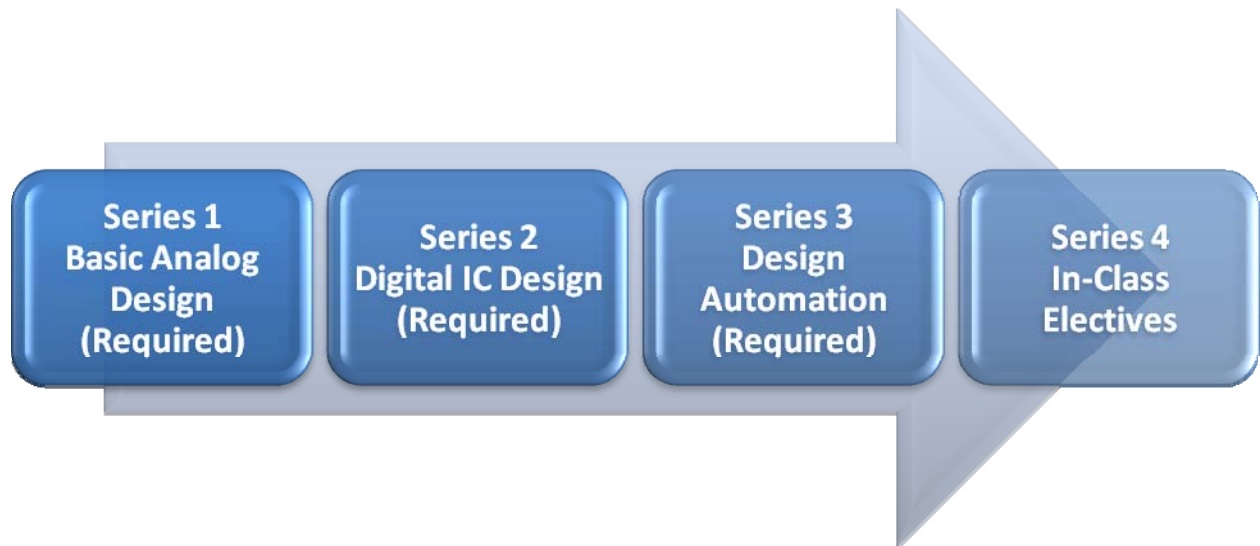 Series 1
Basic Analog
Design
(Required)
Series 2
Digital IC Design
(Required)
Series 3
Design
Automation
(Required)
Series 4
In-Class
Electives